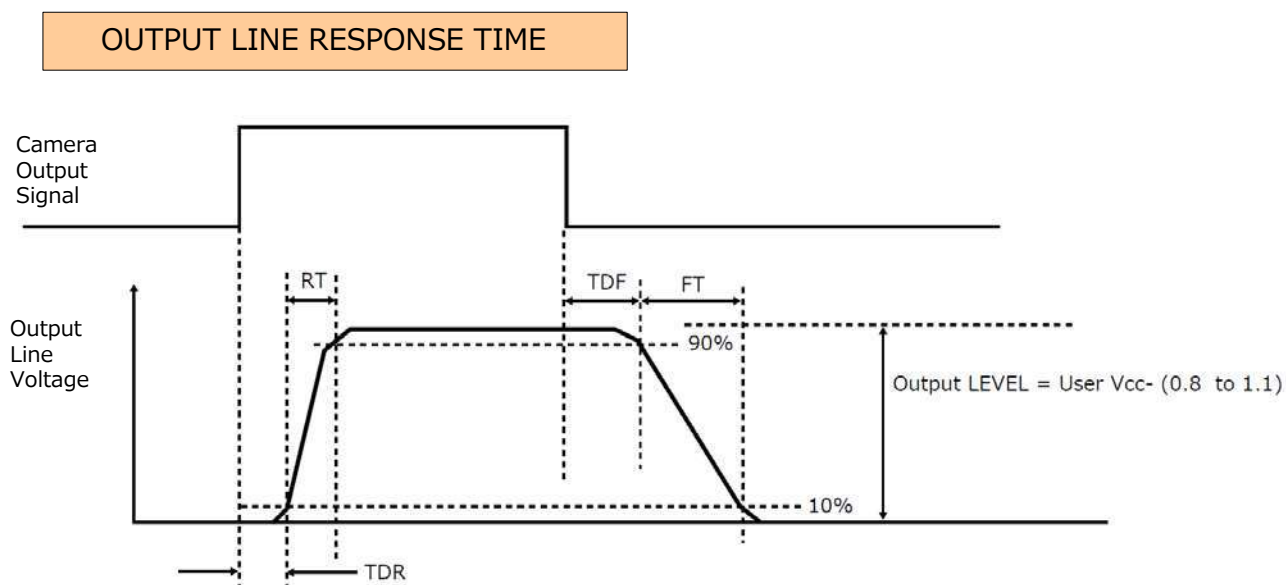 OUTPUT LINE RESPONSE TIME
Camera
Output
Signal
RT
TDF
FT
Output
Line
Voltage
90%
Output LEVEL = User Vcc- (0.8 to 1.1)
10%
TDR